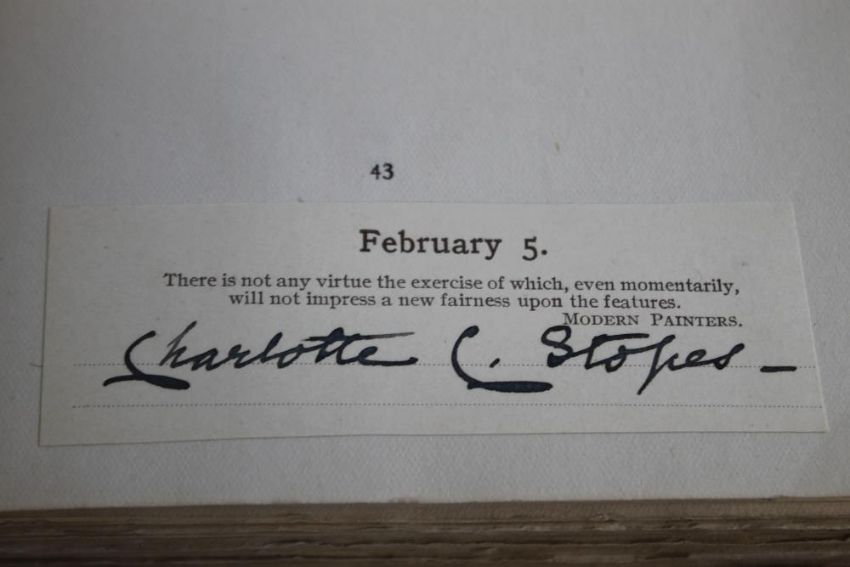 43
February 5.
There is not any virtue the exercise of which, even momentarily,
will not impress a new fairness upon the features.
MODERN PAINTERS.
Charlotte C. Stopes –